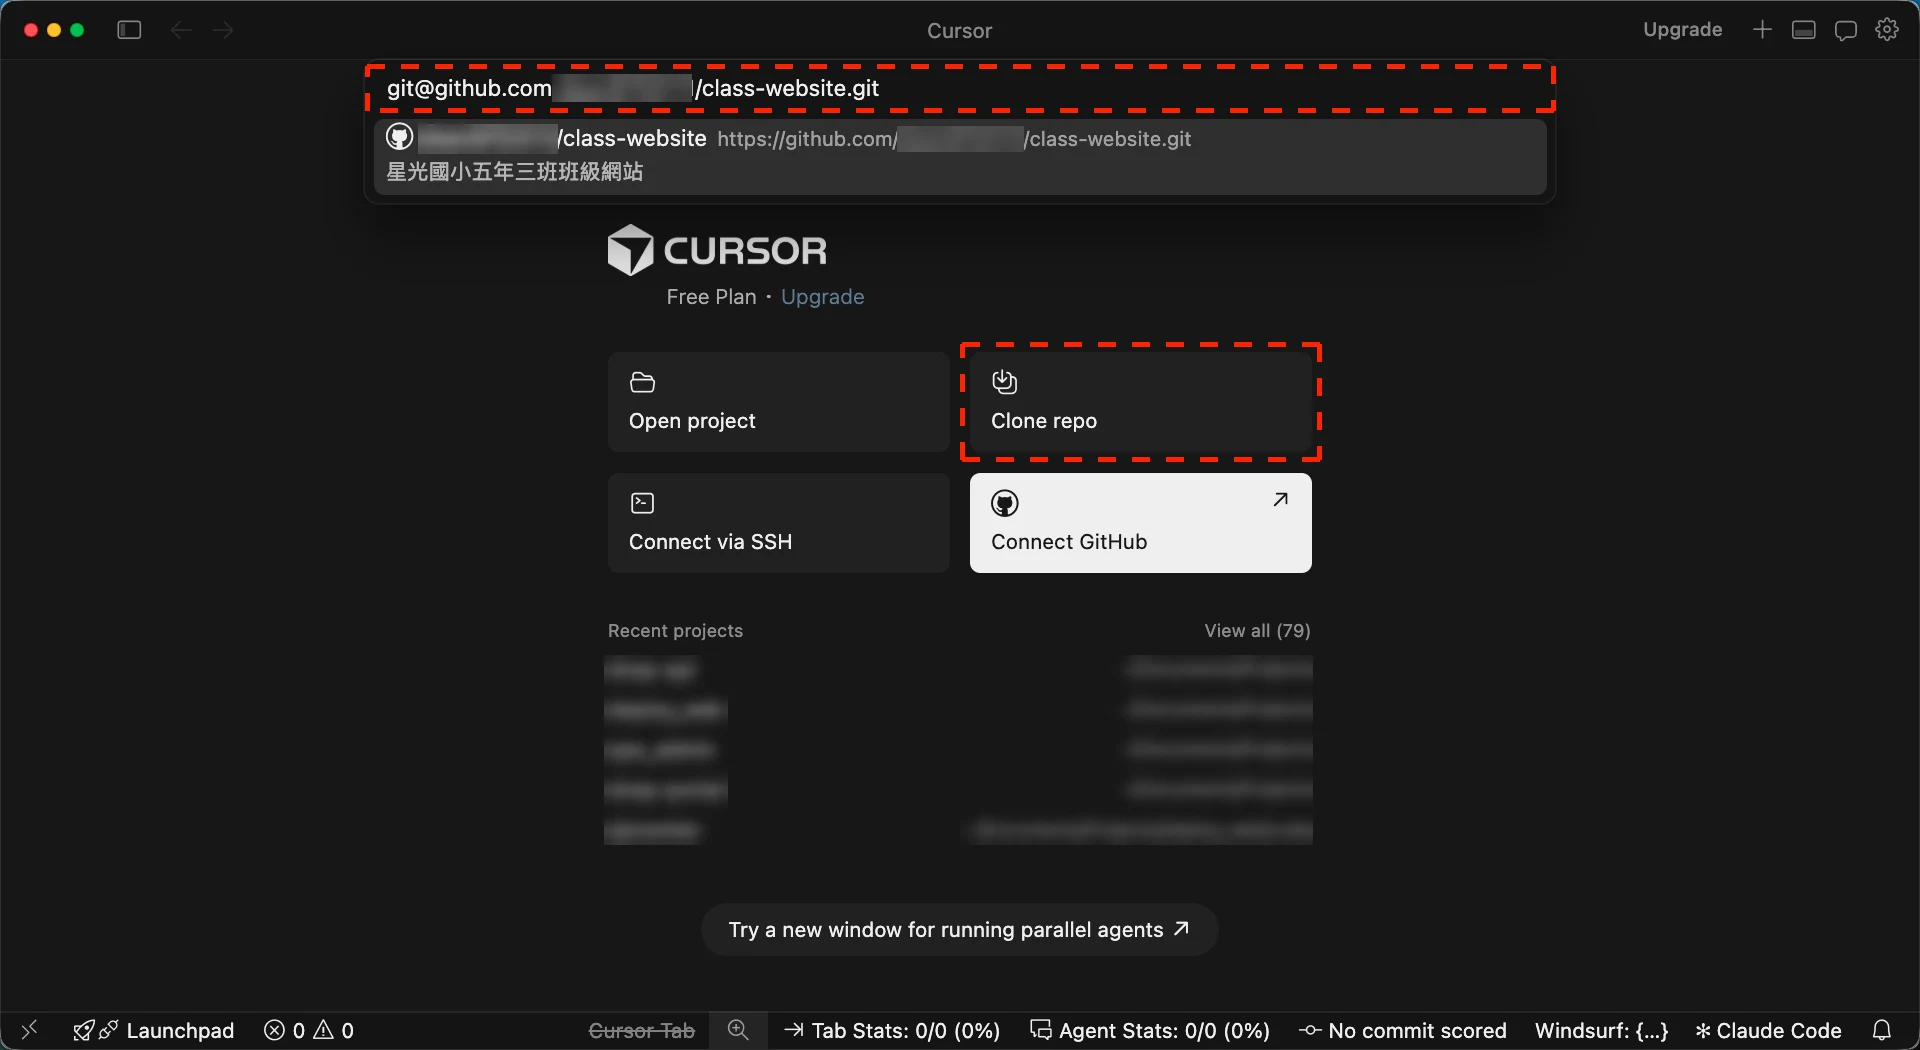 Cursor
Upgrade
git@github.com /class-website.git
/class-website https://github.com/ /class-website.git
星光國小五年三班班級網站
CURSOR
Free Plan · Upgrade
Open project
Clone repo
Connect via SSH
Connect GitHub
Recent projects
View all (79)
Try a new window for running parallel agents
Launchpad
0
0
Cursor Tab
Tab Stats: 0/0 (0%)
Agent Stats: 0/0 (0%)
No commit scored
Windsurf: {...}
Claude Code